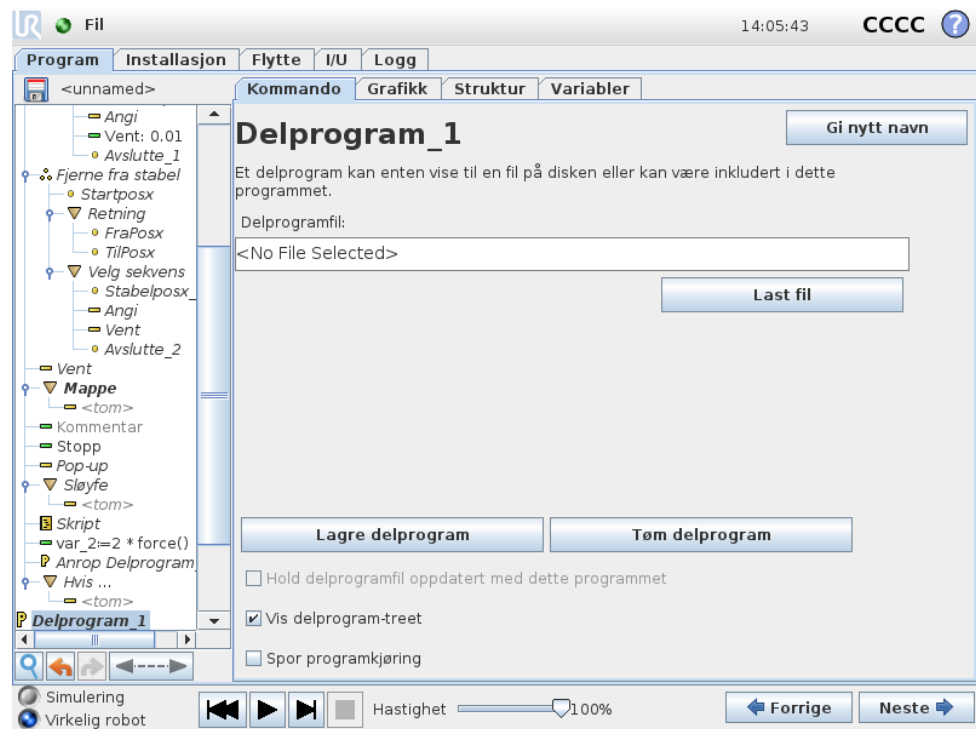 UR Fil 14:05:43 CCCC ?
Program Installasjon Flytte I/U Logg
<unnamed>
Kommando Grafikk Struktur Variabler
Angi
Vent: 0.01
Avslutte_1
Fjerne fra stabel
Startposx
Retning
FraPosx
TilPosx
Velg sekvens
Stabelposx_
Angi
Vent
Avslutte_2
Vent
Mappe
<tom>
Kommentar
Stopp
Pop-up
Sløyfe
<tom>
Skript
var_2:=2 * force()
Anrop Delprogram_
Hvis ...
<tom>
Delprogram_1
Delprogram_1
Gi nytt navn
Et delprogram kan enten vise til en fil på disken eller kan være inkludert i dette
programmet.
Delprogramfil:
<No File Selected>
Last fil
Lagre delprogram Tøm delprogram
Hold delprogramfil oppdatert med dette programmet
Vis delprogram-treet
Spor programkjøring
Simulering
Virkelig robot
Hastighet 100%
Forrige Neste